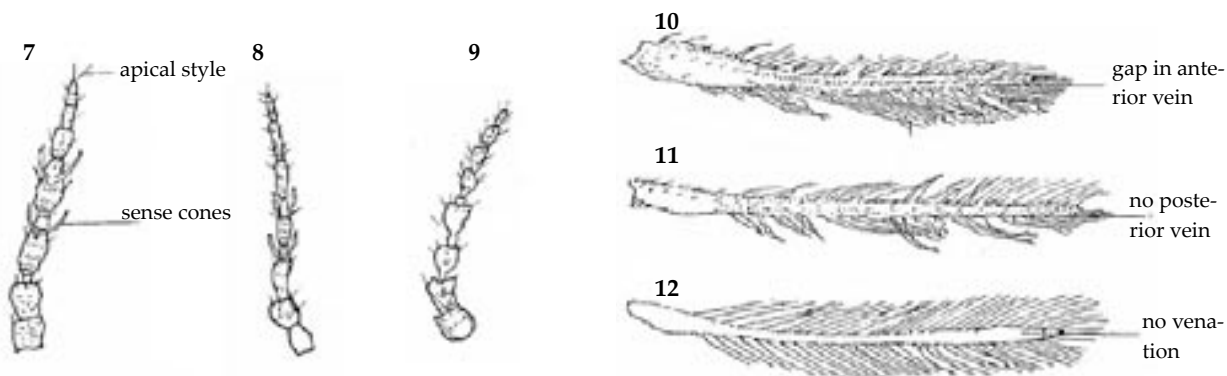 7
apical style
sense cones
8
9
10
gap in ante-
rior vein
11
no poste-
rior vein
12
no vena-
tion